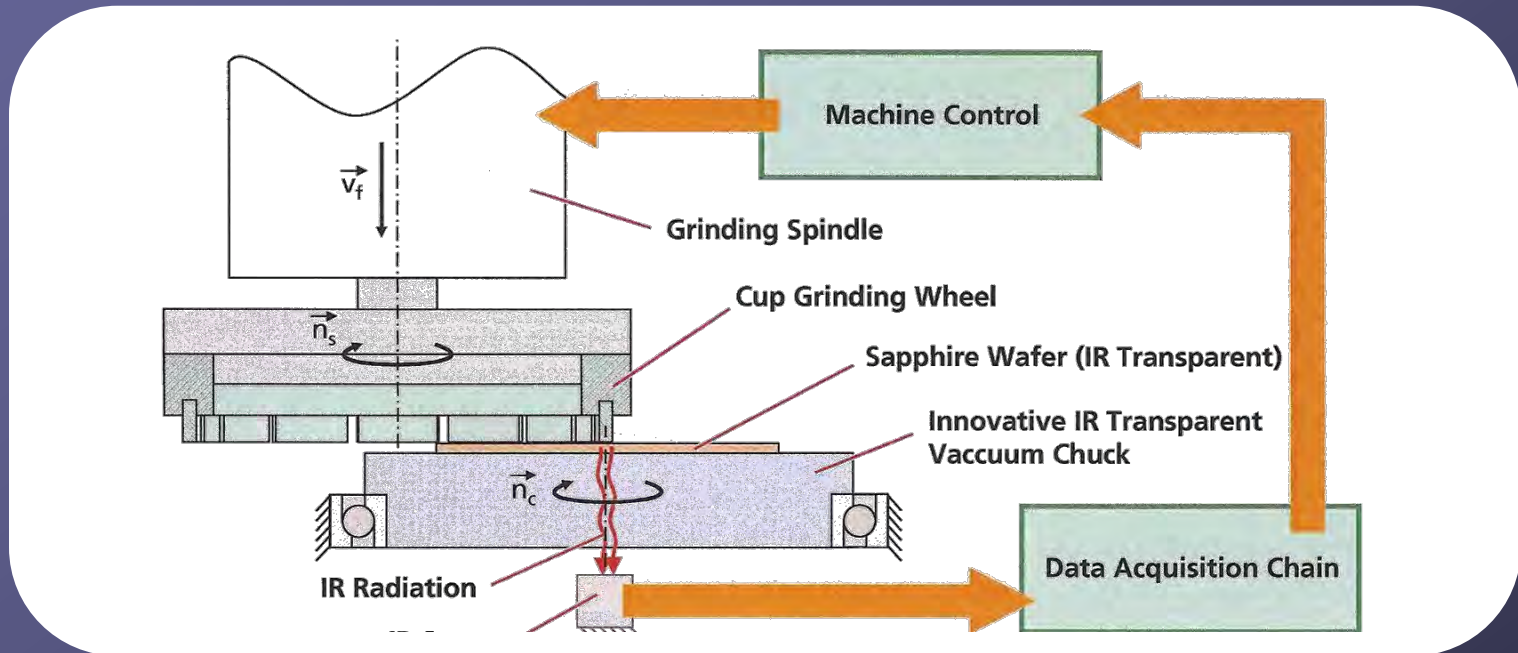 Machine Control
v_f
Grinding Spindle
Cup Grinding Wheel
n_s
Sapphire Wafer (IR Transparent)
Innovative IR Transparent
Vaccuum Chuck
n_c
IR Radiation
Data Acquisition Chain